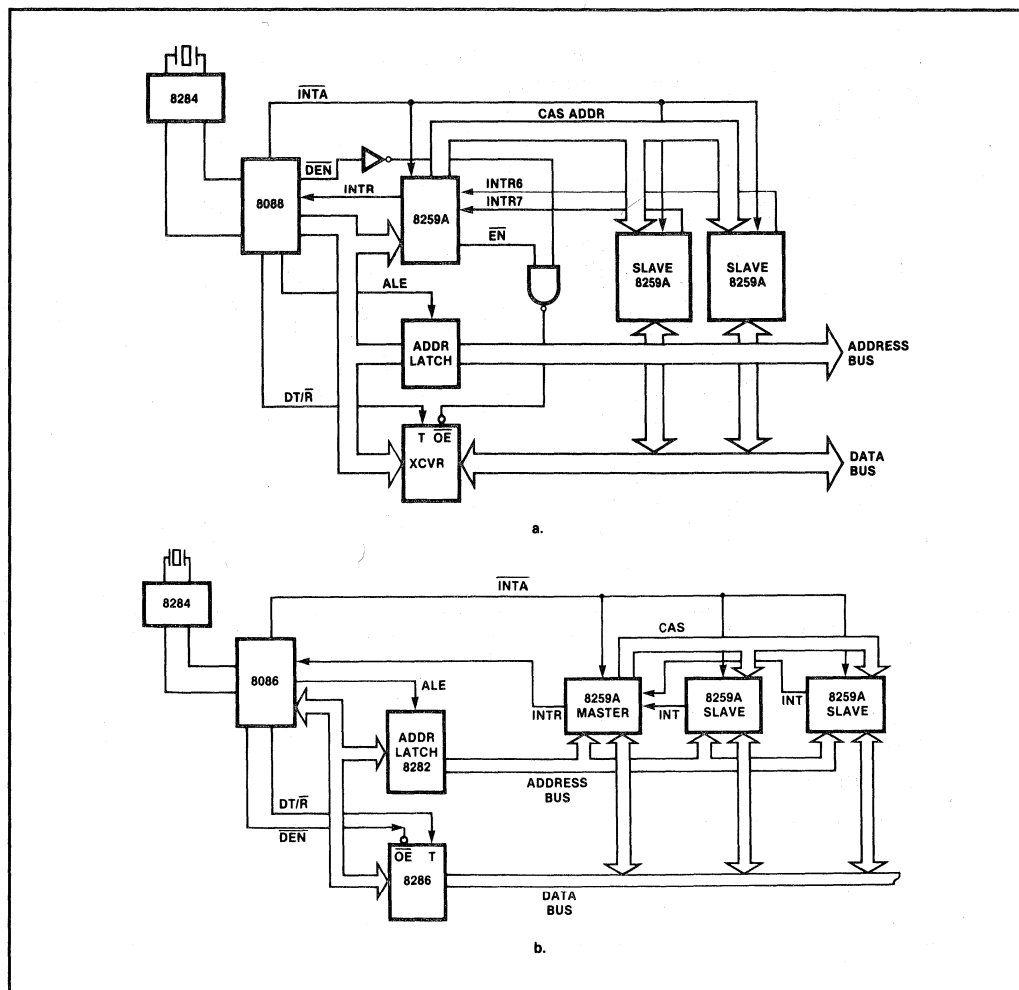 8284
INTA
CAS ADDR
DEN
INTR
8088
8259A
INTR6
INTR7
EN
SLAVE
8259A
SLAVE
8259A
ALE
ADDR
LATCH
ADDRESS
BUS
DT/R
T OE
XCVR
DATA
BUS
a.
8284
INTA
CAS
8086
ALE
INTR
8259A
MASTER
INT
8259A
SLAVE
INT
8259A
SLAVE
ADDR
LATCH
8282
ADDRESS
BUS
DT/R
DEN
OE T
8286
DATA
BUS
b.